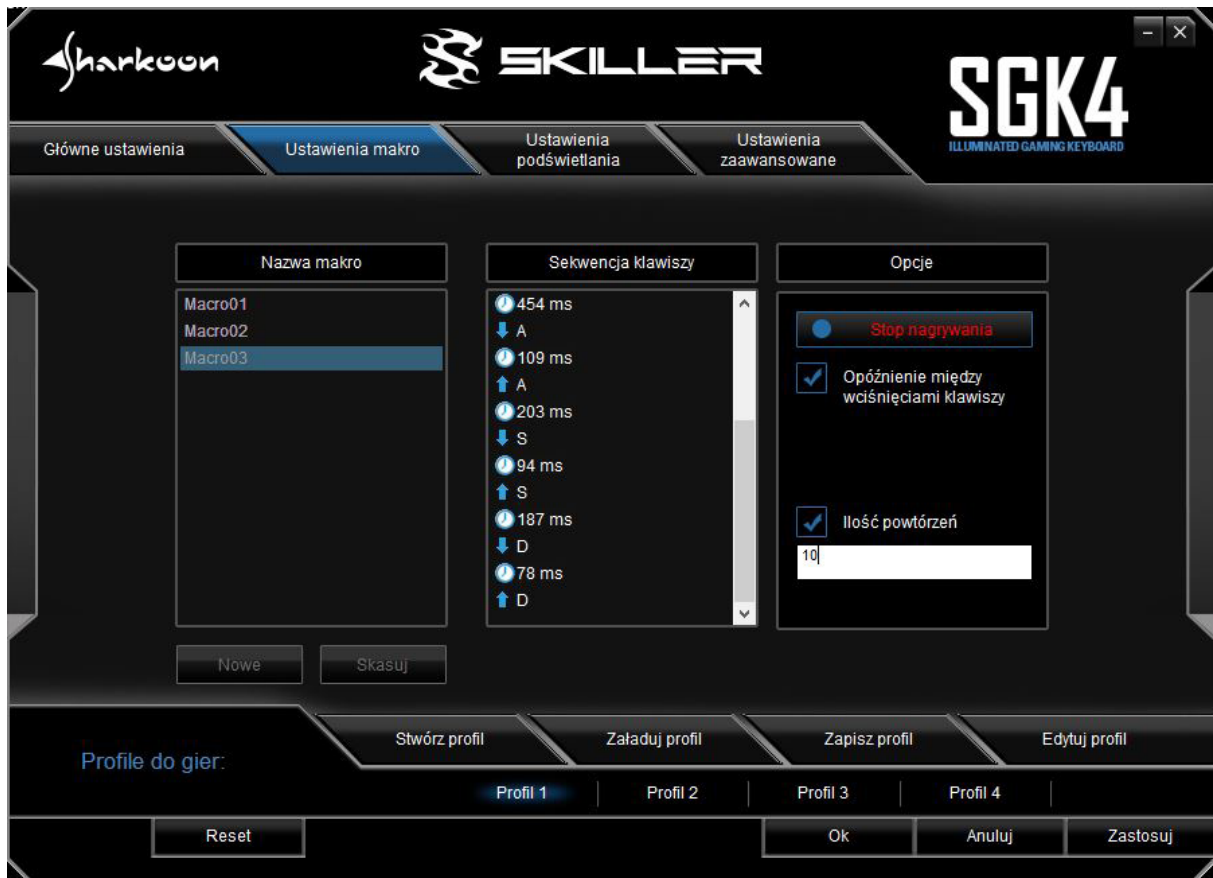 Sharkoon
SKILLER
SGK4
ILLUMINATED GAMING KEYBOARD
Główne ustawienia
Ustawienia makro
Ustawienia
podświetlania
Ustawienia
zaawansowane
Nazwa makro
Macro01
Macro02
Macro03
Nowe
Skasuj
Sekwencja klawiszy
454 ms
A
109 ms
A
203 ms
S
94 ms
S
187 ms
D
78 ms
D
Opcje
Stop nagrywania
Opóźnienie między
wciśnięciami klawiszy
Ilość powtórzeń
10
Profile do gier:
Stwórz profil
Załaduj profil
Zapisz profil
Edytuj profil
Profil 1
Profil 2
Profil 3
Profil 4
Reset
Ok
Anuluj
Zastosuj